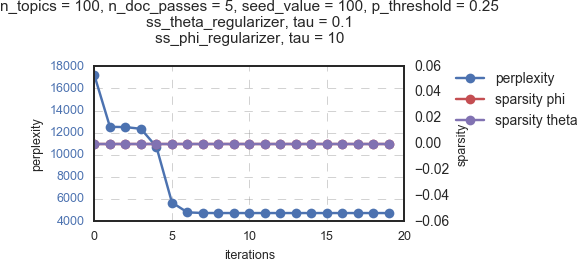 n_topics = 100, n_doc_passes = 5, seed_value = 100, p_threshold = 0.25
ss_theta_regularizer, tau = 0.1
ss_phi_regularizer, tau = 10
18000
16000
14000
12000
10000
8000
6000
4000
perplexity
0
5
10
15
20
iterations
0.06
0.04
0.02
0.00
−0.02
−0.04
−0.06
sparsity
perplexity
sparsity phi
sparsity theta